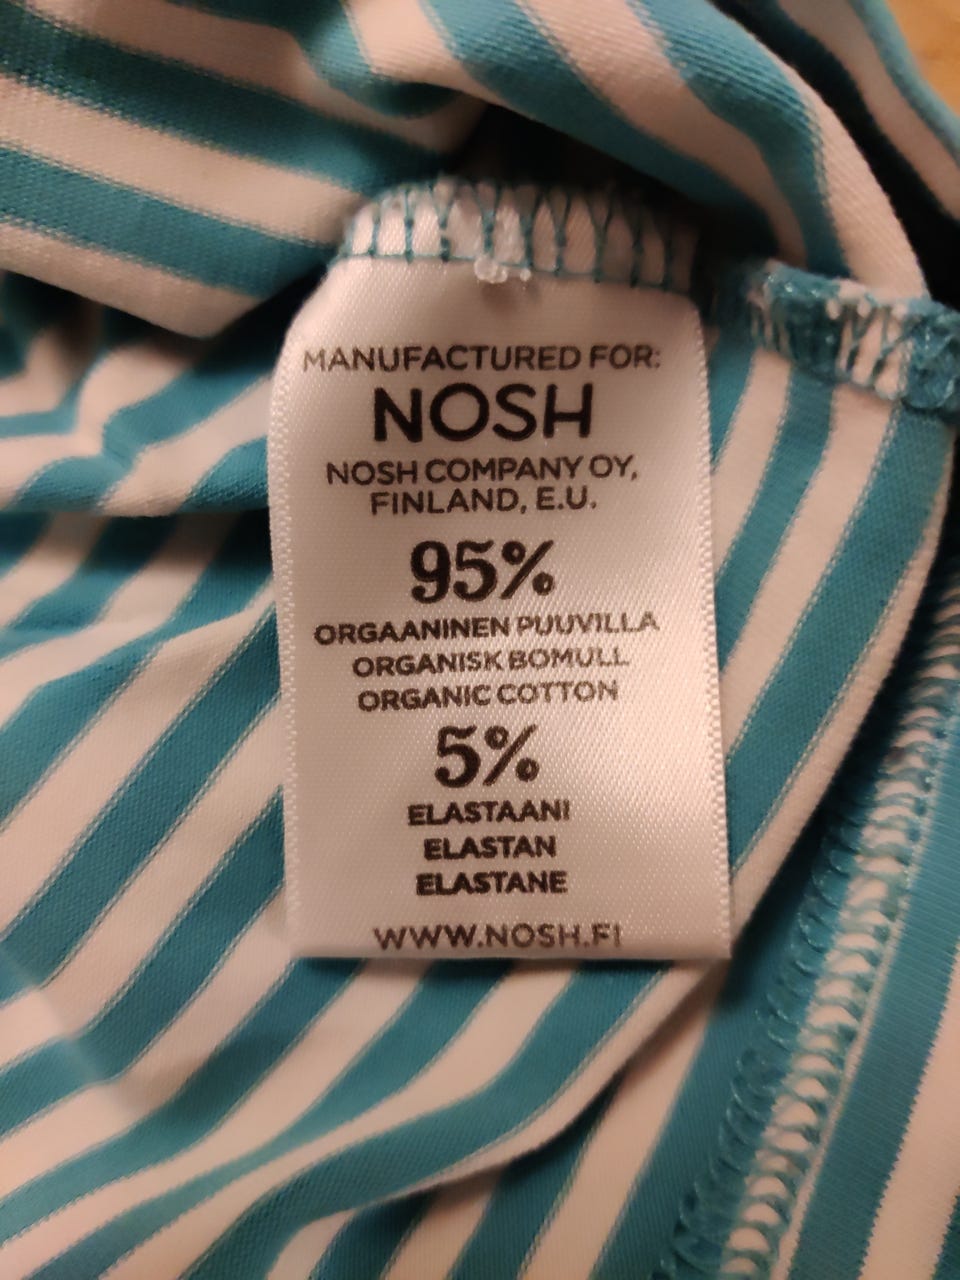 MANUFACTURED FOR:
NOSH
NOSH COMPANY OY,
FINLAND, E.U.
95%
ORGAANINEN PUUVILLA
ORGANISK BOMULL
ORGANIC COTTON
5%
ELASTAANI
ELASTAN
ELASTANE
WWW.NOSH.FI